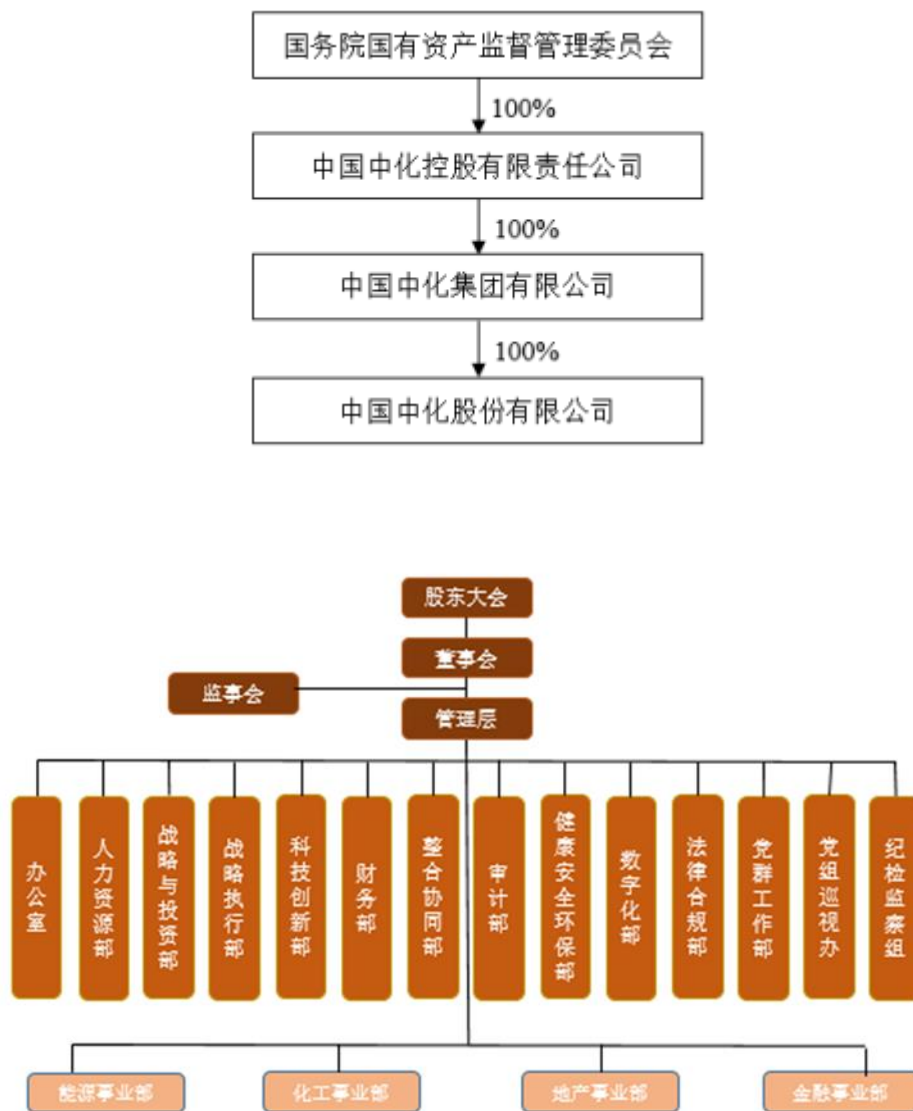 国务院国有资产监督管理委员会
100%
中国中化控股有限责任公司
100%
中国中化集团有限公司
100%
中国中化股份有限公司
股东大会
董事会
监事会
管理层
办公室
人力资源部
战略与投资部
战略执行部
科技创新部
财务部
整合协同部
审计部
健康安全环保部
数字化部
法律合规部
党群工作部
党组巡视办
纪检监察组
能源事业部
化工事业部
地产事业部
金融事业部